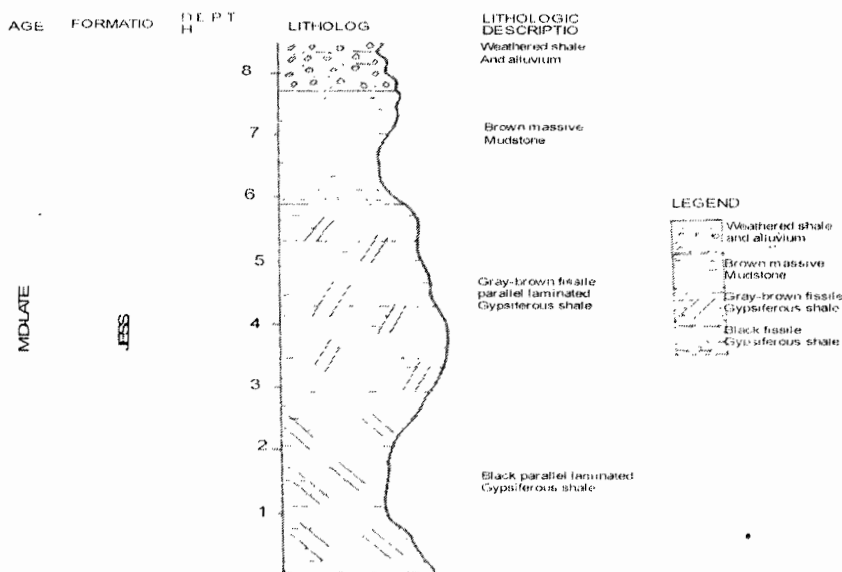 AGE
FORMATIO
DEPT
H
LITHOLOG
LITHOLOGIC
DESCRIPTIO
Weathered shale
And alluvium
8
7
Brown massive
Mudstone
6
5
Gray-brown fissile
parallel laminated
Gypsiferous shale
4
3
2
Black parallel laminated
Gypsiferous shale
1
LEGEND
Weathered shale
and alluvium
Brown massive
Mudstone
Gray-brown fissile
Gypsiferous shale
Black fissile
Gypsiferous shale